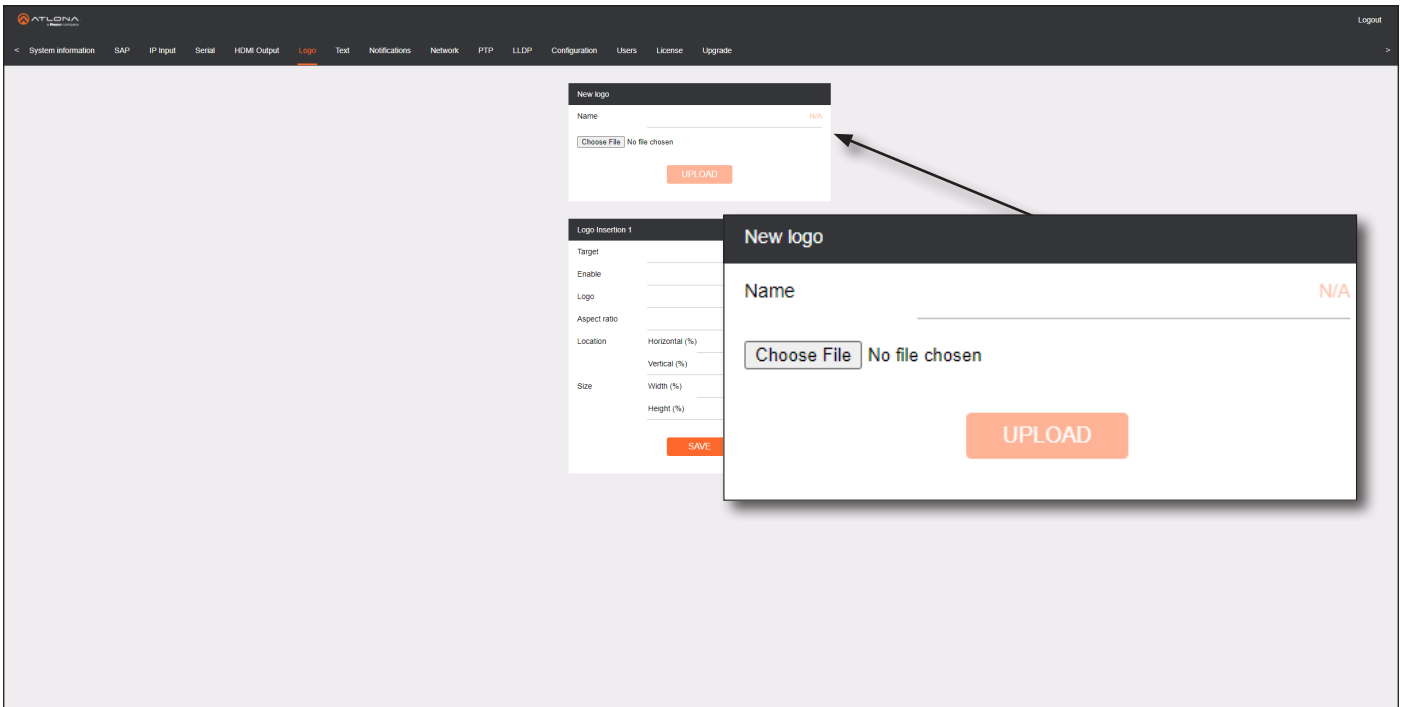 ATLONA
Logout
< System information SAP IP Input Serial HDMI Output Logo Text Notifications Network PTP LLDP Configuration Users License Upgrade >
New logo
Name N/A
Choose File No file chosen
UPLOAD
Logo Insertion 1
Target
Enable
Logo
Aspect ratio
Location Horizontal (%)
Vertical (%)
Size Width (%)
Height (%)
SAVE
New logo
Name N/A
Choose File No file chosen
UPLOAD